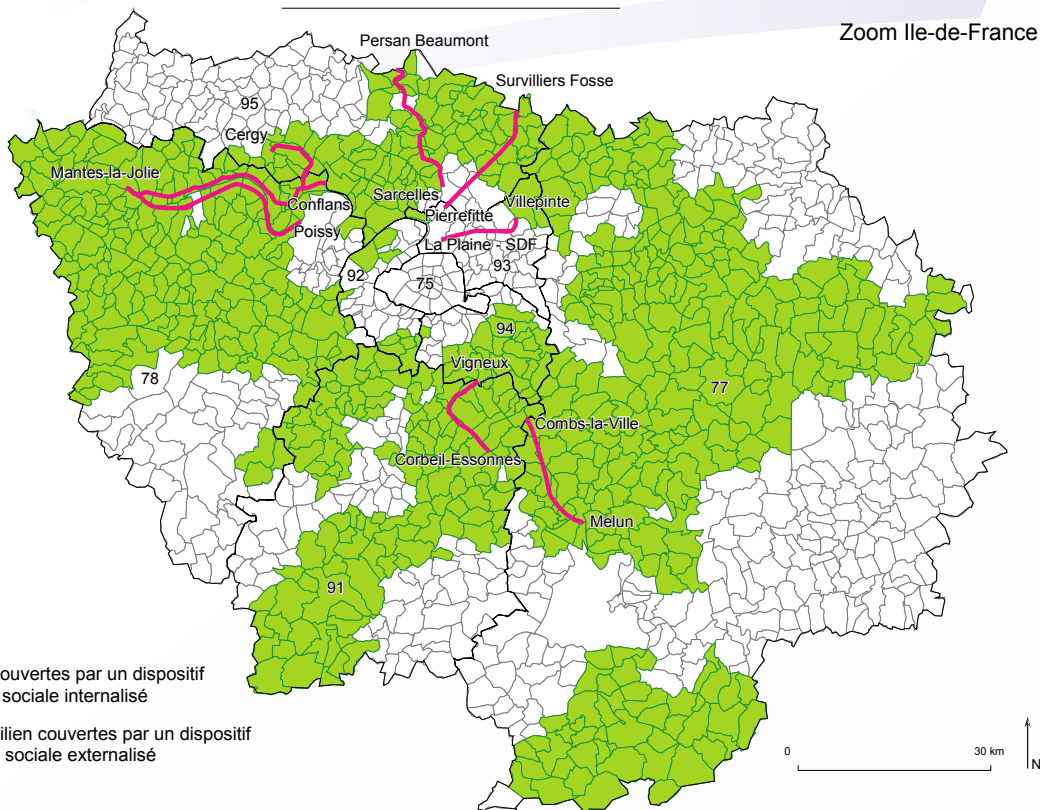 Zoom Ile-de-France
Persan Beaumont
Survilliers Fosse
95
Cergy
Mantes-la-Jolie
Sarcelles
Villepinte
Conflans
Pierrefitte
Poissy
La Plaine - SDF
93
92
75
94
Vigneux
78
77
Combs-la-Ville
Corbeil-Essonnes
Melun
91
ouvertes par un dispositif
sociale internalisé
ilien couvertes par un dispositif
sociale externalisé
0 30 km
N